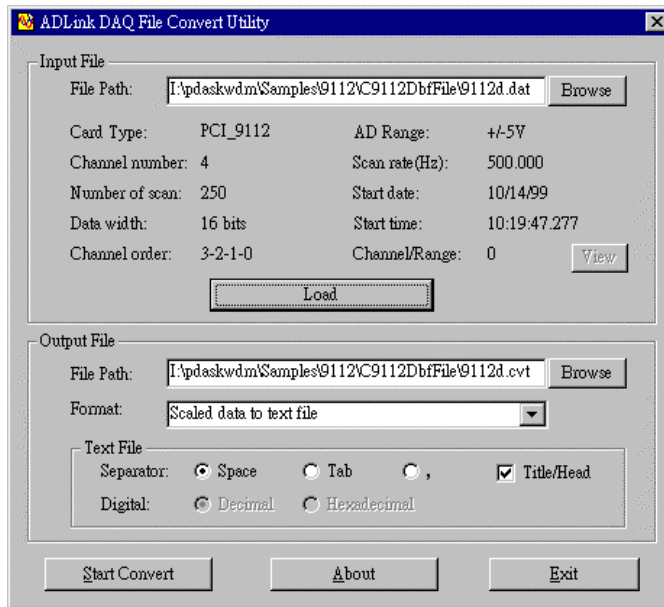 ADLink DAQ File Convert Utility
Input File
File Path: I:\pdaskwdm\Samples\9112\C9112DbfFile\9112d.dat Browse
Card Type: PCI_9112 AD Range: +/-5V
Channel number: 4 Scan rate(Hz): 500.000
Number of scan: 250 Start date: 10/14/99
Data width: 16 bits Start time: 10:19:47.277
Channel order: 3-2-1-0 Channel/Range: 0 View
Load
Output File
File Path: I:\pdaskwdm\Samples\9112\C9112DbfFile\9112d.cvt Browse
Format: Scaled data to text file
Text File
Separator: Space Tab , Title/Head
Digital: Decimal Hexadecimal
Start Convert About Exit